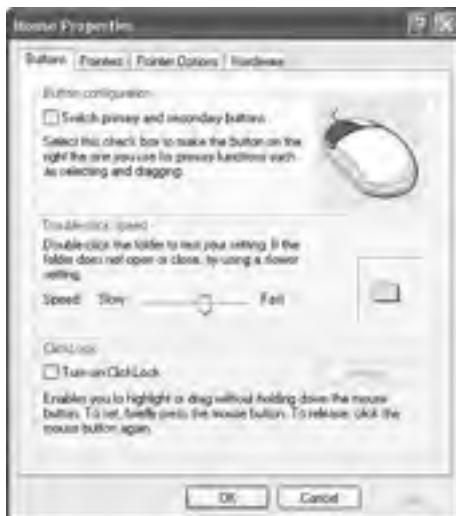 Mouse Properties
Buttons Pointers Pointer Options Hardware
Button configuration
Switch primary and secondary buttons
Select this check box to make the button on the
right the one you use for primary functions such
as selecting and dragging.
Double-click speed
Double-click the folder to test your setting. If the
folder does not open or close, try using a slower
setting.
Speed: Slow Fast
ClickLock
Turn on ClickLock
Enables you to highlight or drag without holding down the mouse
button. To set, briefly press the mouse button. To release, click the
mouse button again.
OK Cancel